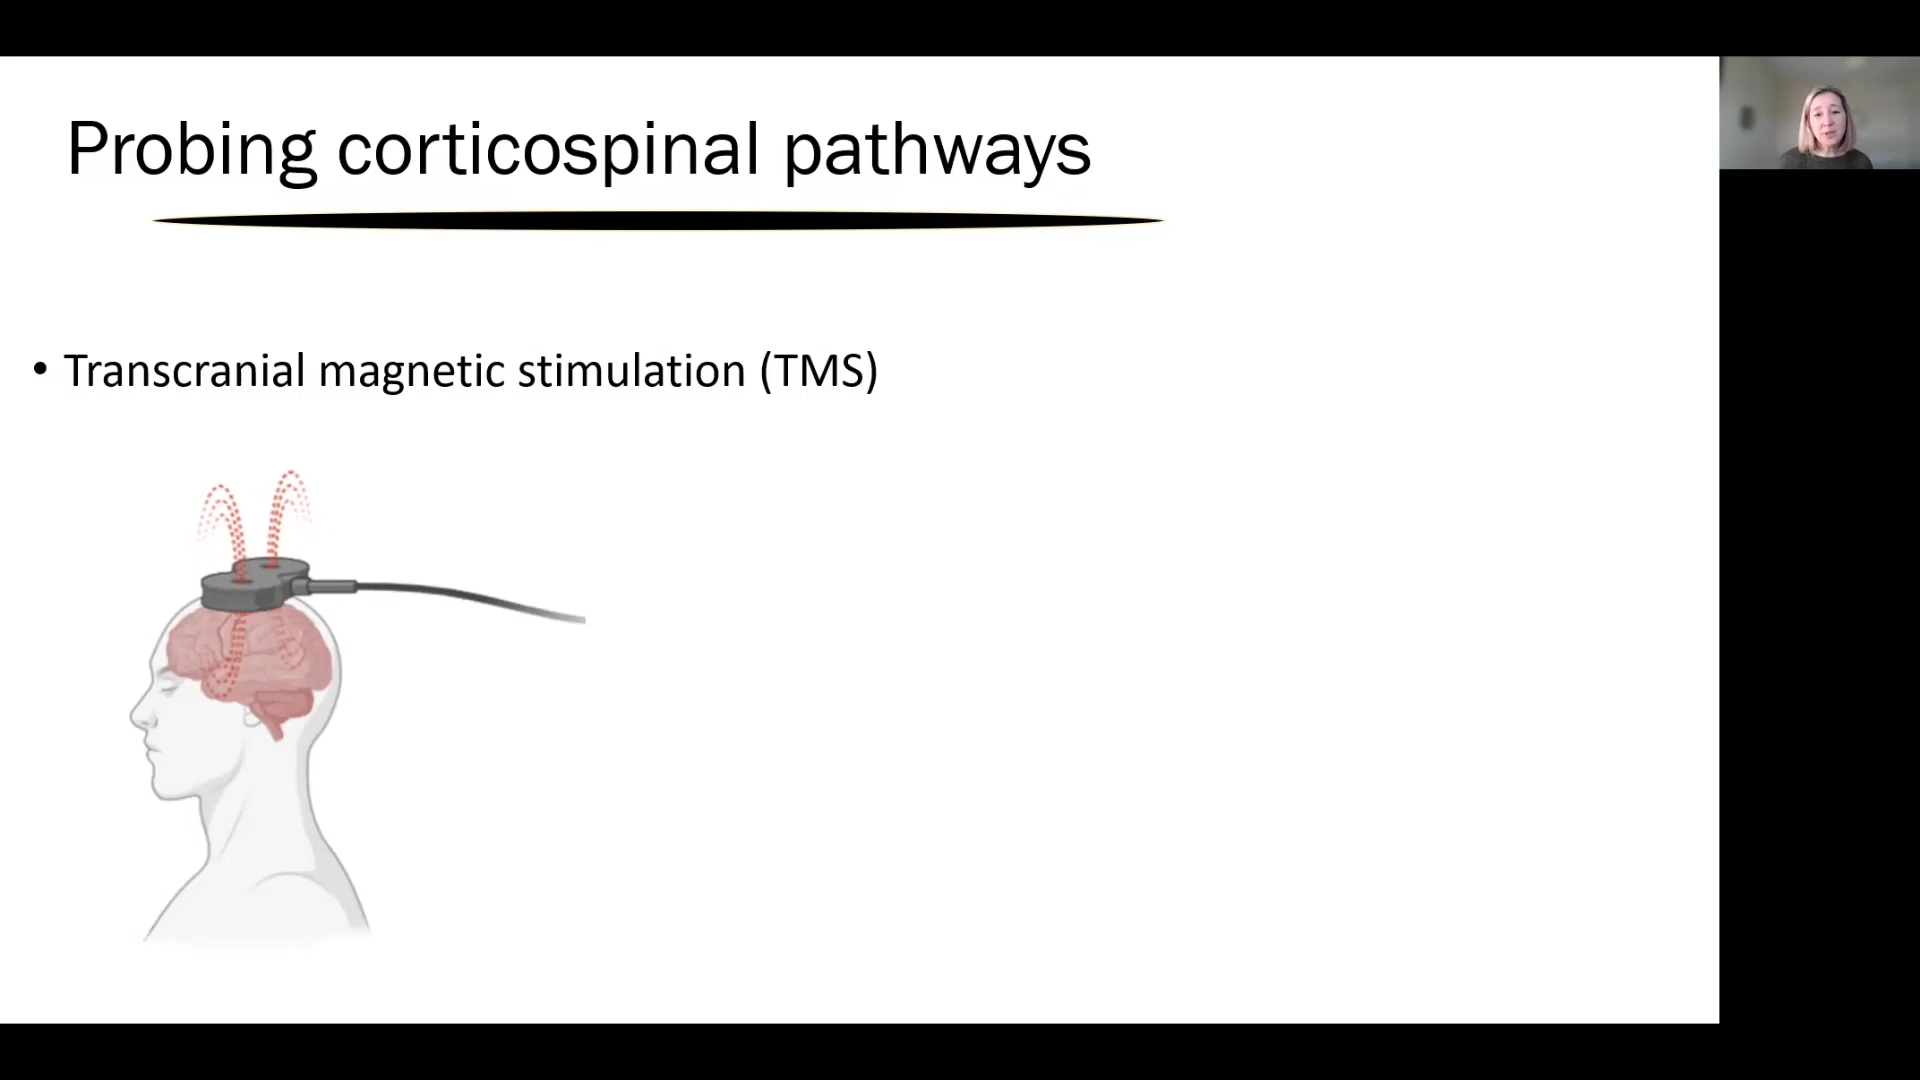 Probing corticospinal pathways
• Transcranial magnetic stimulation (TMS)